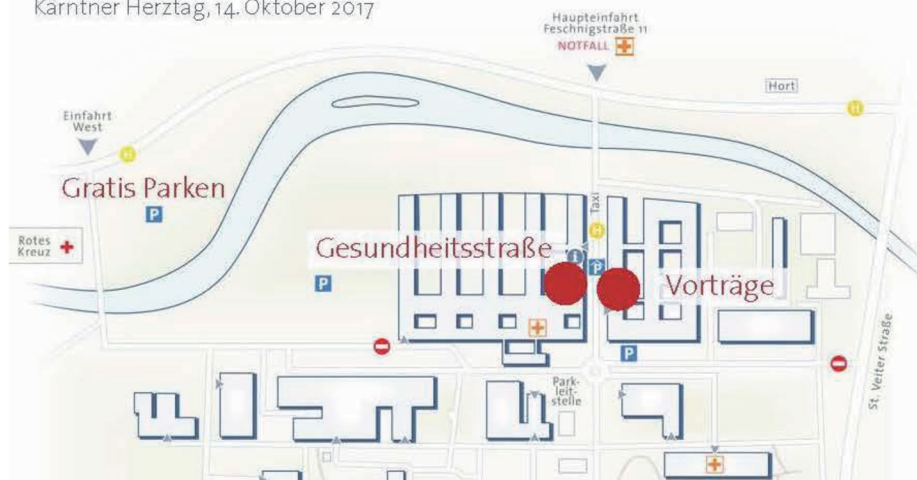 Kärntner Herztag, 14. Oktober 2017
Haupteinfahrt
Feschnigstraße 11
NOTFALL
Hort
H
Einfahrt
West
H
Gratis Parken
P
Taxi
H
Rotes
Kreuz
Gesundheitsstraße
i
P
P
Vorträge
P
St. Veiter Straße
Park-
leit-
stelle